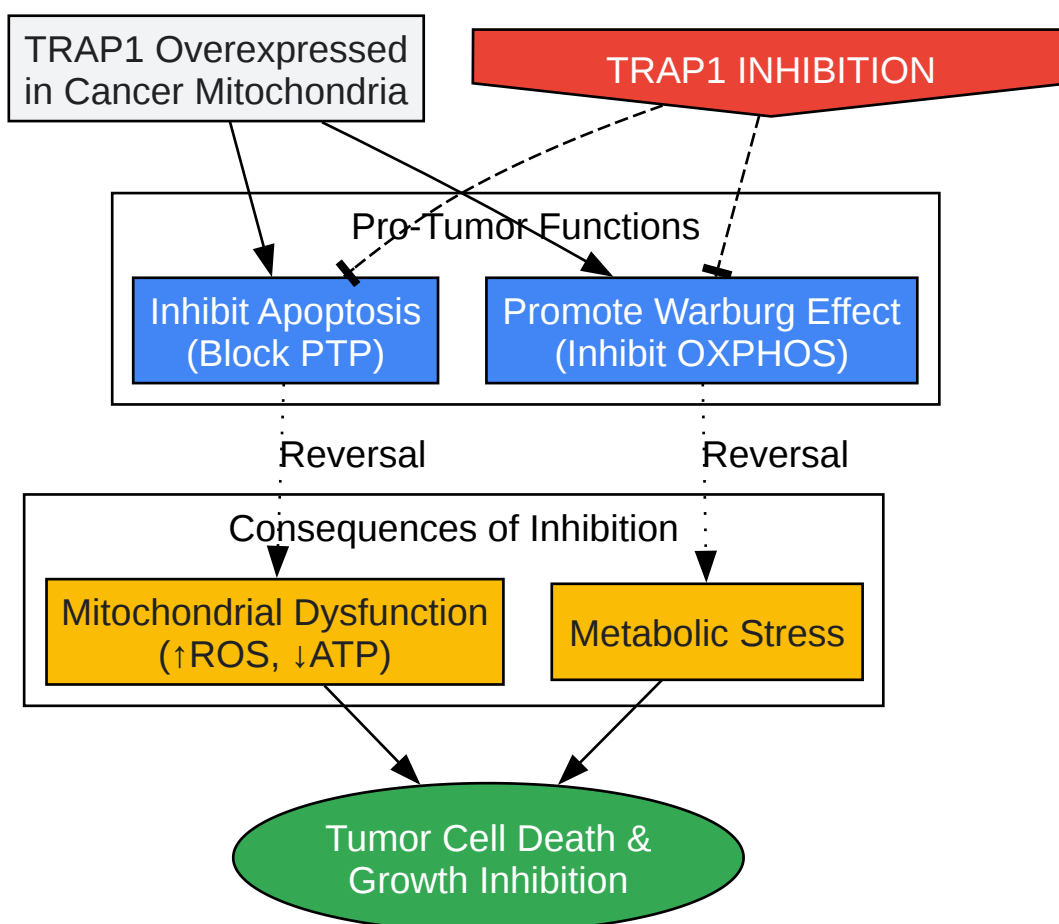 TRAP1 Overexpressed
in Cancer Mitochondria
TRAP1 INHIBITION
Pro-Tumor Functions
Inhibit Apoptosis
(Block PTP)
Promote Warburg Effect
(Inhibit OXPHOS)
Reversal
Reversal
Consequences of Inhibition
Mitochondrial Dysfunction
(↑ROS, ↓ATP)
Metabolic Stress
Tumor Cell Death &
Growth Inhibition